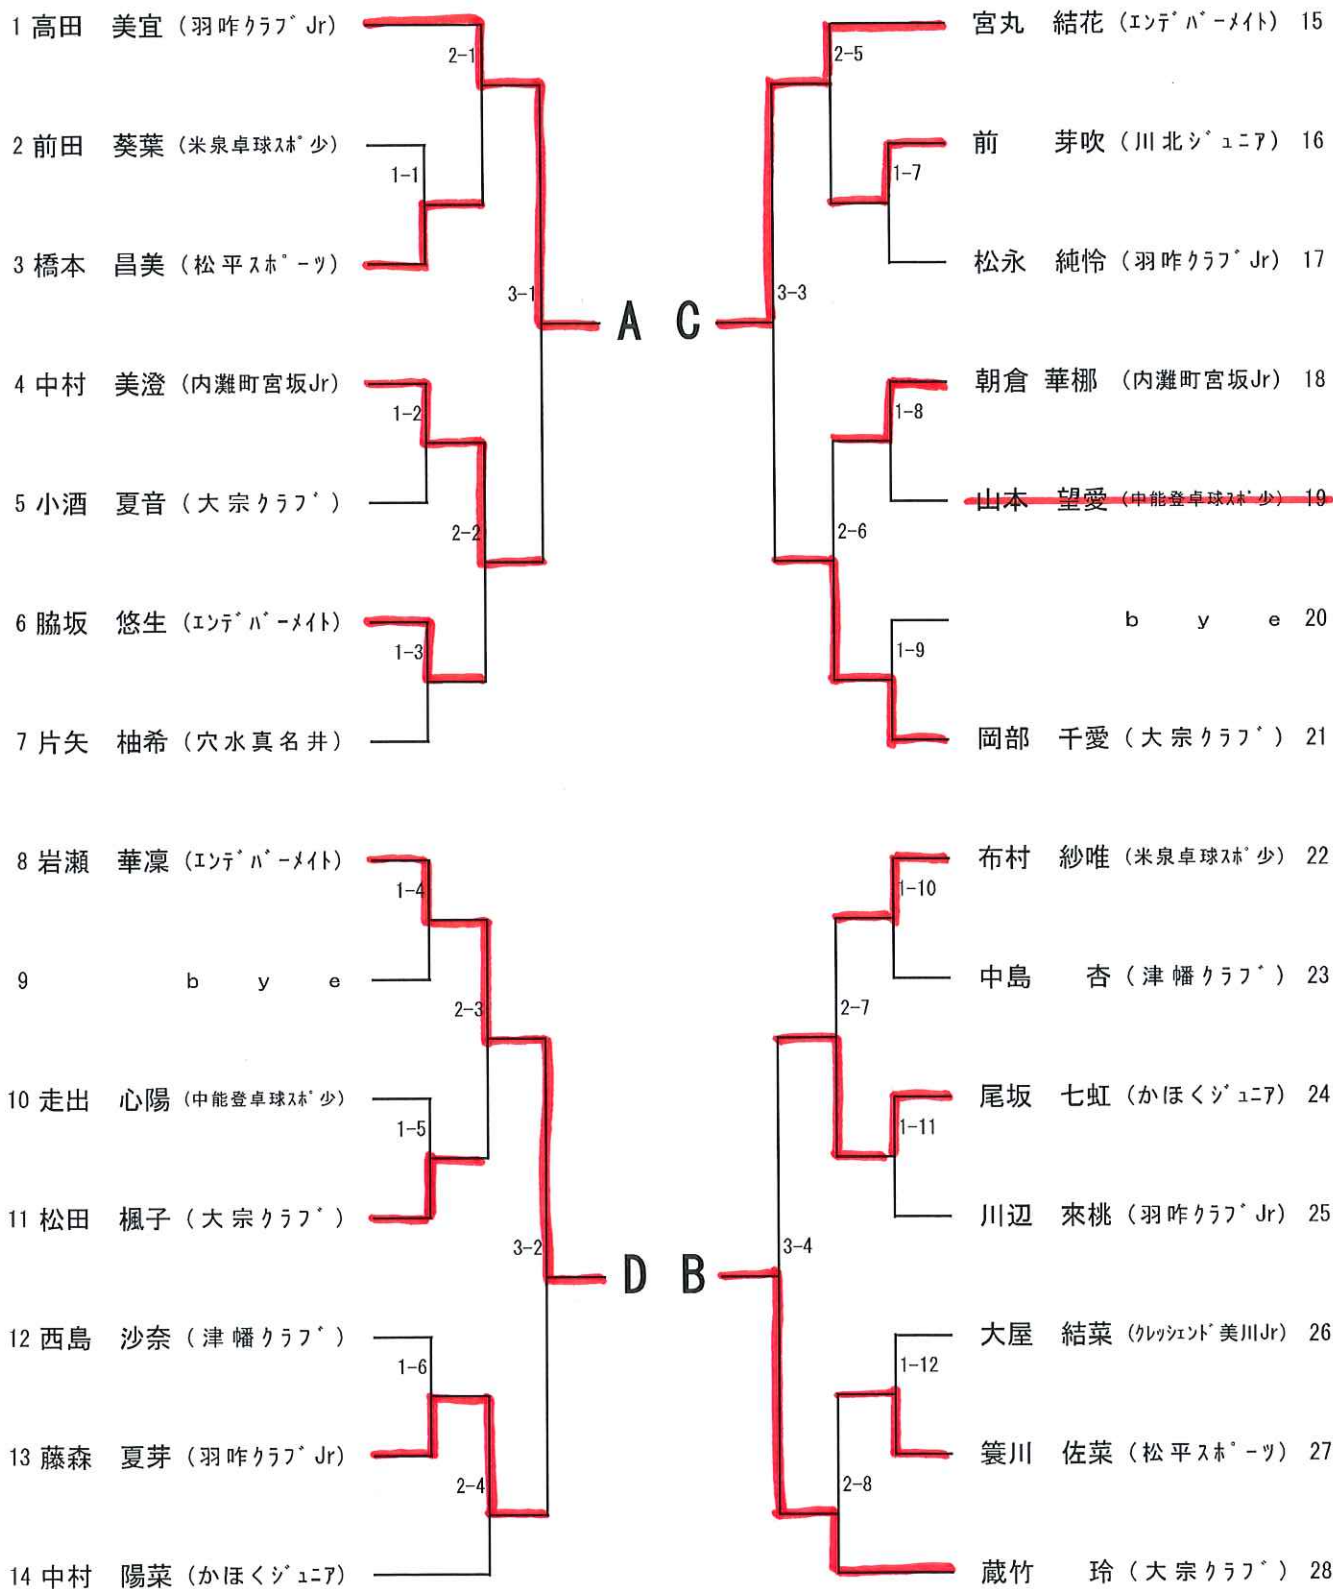 1 高田 美宜 (羽咋クラブJr)
2-1
2 前田 葵葉 (米泉卓球スポ少)
1-1
3 橋本 昌美 (松平スポーツ)
3-1
A
4 中村 美澄 (内灘町宮坂Jr)
1-2
5 小酒 夏音 (大宗クラブ)
2-2
6 脇坂 悠生 (エンデバーメイト)
1-3
7 片矢 柚希 (穴水真名井)
8 岩瀬 華凜 (エンデバーメイト)
1-4
9 bye
2-3
10 走出 心陽 (中能登卓球スポ少)
1-5
11 松田 楓子 (大宗クラブ)
3-2
D
12 西島 沙奈 (津幡クラブ)
1-6
13 藤森 夏芽 (羽咋クラブJr)
2-4
14 中村 陽菜 (かほくジュニア)
宮丸 結花 (エンデバーメイト) 15
2-5
前 芽吹 (川北ジュニア) 16
1-7
松永 純怜 (羽咋クラブJr) 17
3-3
C
朝倉 華梛 (内灘町宮坂Jr) 18
1-8
山本 望愛 (中能登卓球スポ少) 19
2-6
bye 20
1-9
岡部 千愛 (大宗クラブ) 21
布村 紗唯 (米泉卓球スポ少) 22
1-10
中島 杏 (津幡クラブ) 23
2-7
尾坂 七虹 (かほくジュニア) 24
1-11
川辺 來桃 (羽咋クラブJr) 25
3-4
B
大屋 結菜 (クレッシェンド美川Jr) 26
1-12
簑川 佐菜 (松平スポーツ) 27
2-8
蔵竹 玲 (大宗クラブ) 28